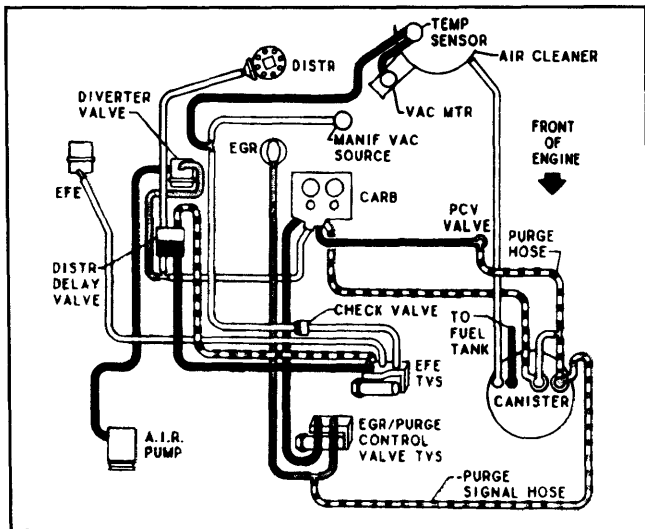 TEMP
SENSOR
AIR CLEANER
DISTR
DIVERTER
VALVE
VAC MTR
EGR
MANIF VAC
SOURCE
FRONT
OF
ENGINE
EFE
CARB
PCV
VALVE
PURGE
HOSE
DISTR
DELAY
VALVE
CHECK VALVE
TO
FUEL
TANK
EFE
TVS
CANISTER
A.I.R.
PUMP
EGR/PURGE
CONTROL
VALVE TVS
PURGE
SIGNAL HOSE